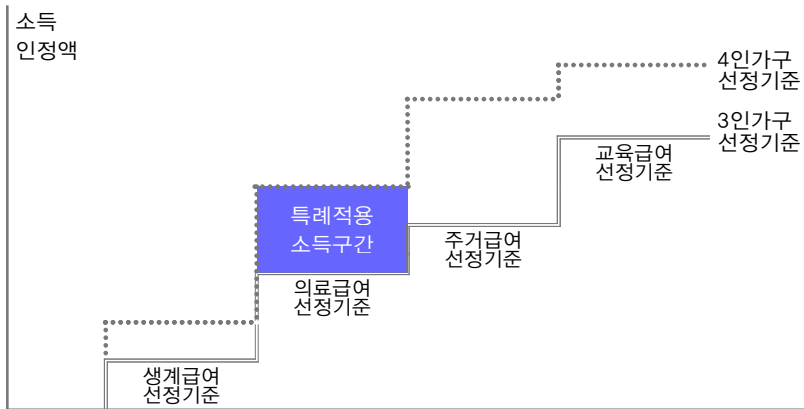 소득
인정액
4인가구
선정기준
3인가구
선정기준
교육급여
선정기준
특례적용
소득구간
주거급여
선정기준
의료급여
선정기준
생계급여
선정기준